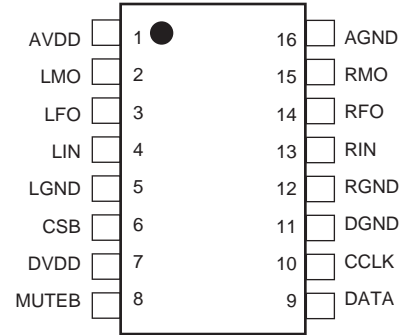 AVDD 1 16 AGND
LMO 2 15 RMO
LFO 3 14 RFO
LIN 4 13 RIN
LGND 5 12 RGND
CSB 6 11 DGND
DVDD 7 10 CCLK
MUTEB 8 9 DATA